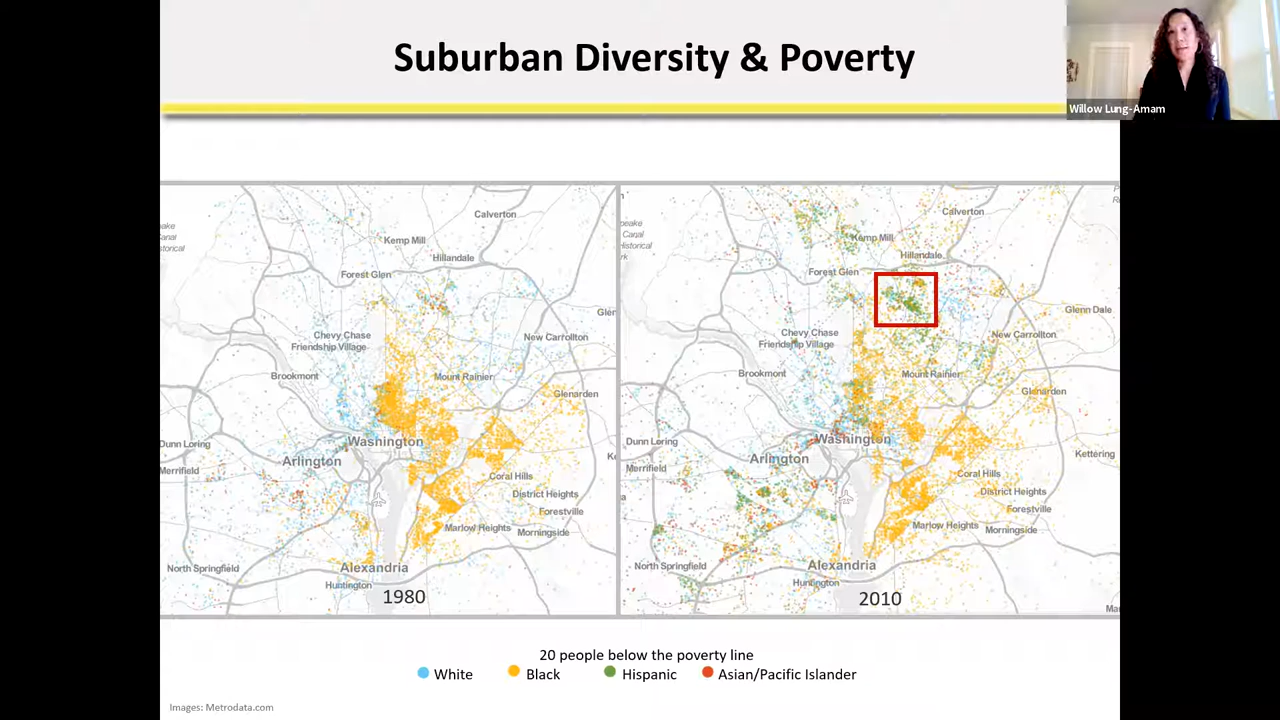 Suburban Diversity & Poverty
Willow Lung-Amam
Calverton
Kemp Mill
Hillandale
Forest Glen
Chevy Chase
Friendship Village
New Carrollton
Brookmont
Mount Rainier
Glenarden
Dunn Loring
Washington
Arlington
Merrifield
Coral Hills
District Heights
Forestville
Marlow Heights
Morningside
North Springfield
Alexandria
Huntington
1980
Calverton
Kemp Mill
Hillandale
Forest Glen
Glenn Dale
Chevy Chase
Friendship Village
New Carrollton
Brookmont
Mount Rainier
Glenarden
Dunn Loring
Washington
Arlington
Kettering
Merrifield
Coral Hills
District Heights
Forestville
Marlow Heights
Morningside
North Springfield
Alexandria
Huntington
2010
20 people below the poverty line
White Black Hispanic Asian/Pacific Islander
Images: Metrodata.com